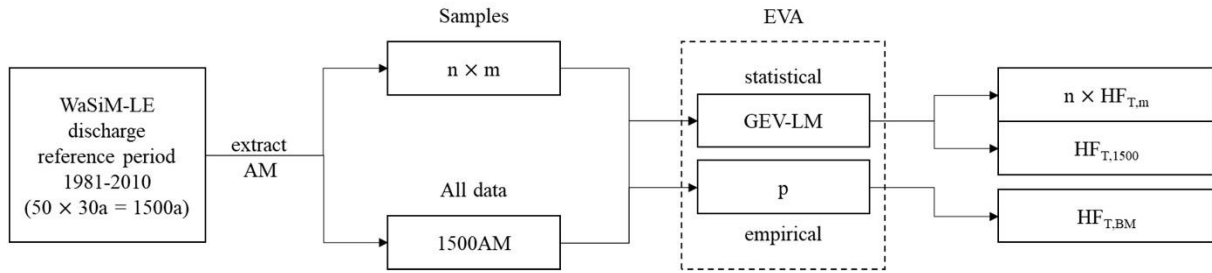 WaSiM-LE
discharge
reference period
1981-2010
(50 × 30a = 1500a)
extract
AM
Samples
n × m
All data
1500AM
EVA
statistical
GEV-LM
p
empirical
n × HF_T,m
HF_T,1500
HF_T,BM